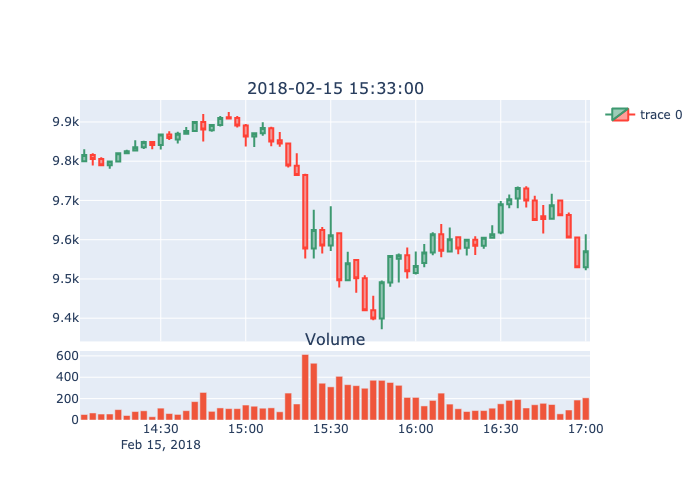 2018-02-15 15:33:00
trace 0
9.9k
9.8k
9.7k
9.6k
9.5k
9.4k
Volume
600
400
200
0
14:30 15:00 15:30 16:00 16:30 17:00
Feb 15, 2018